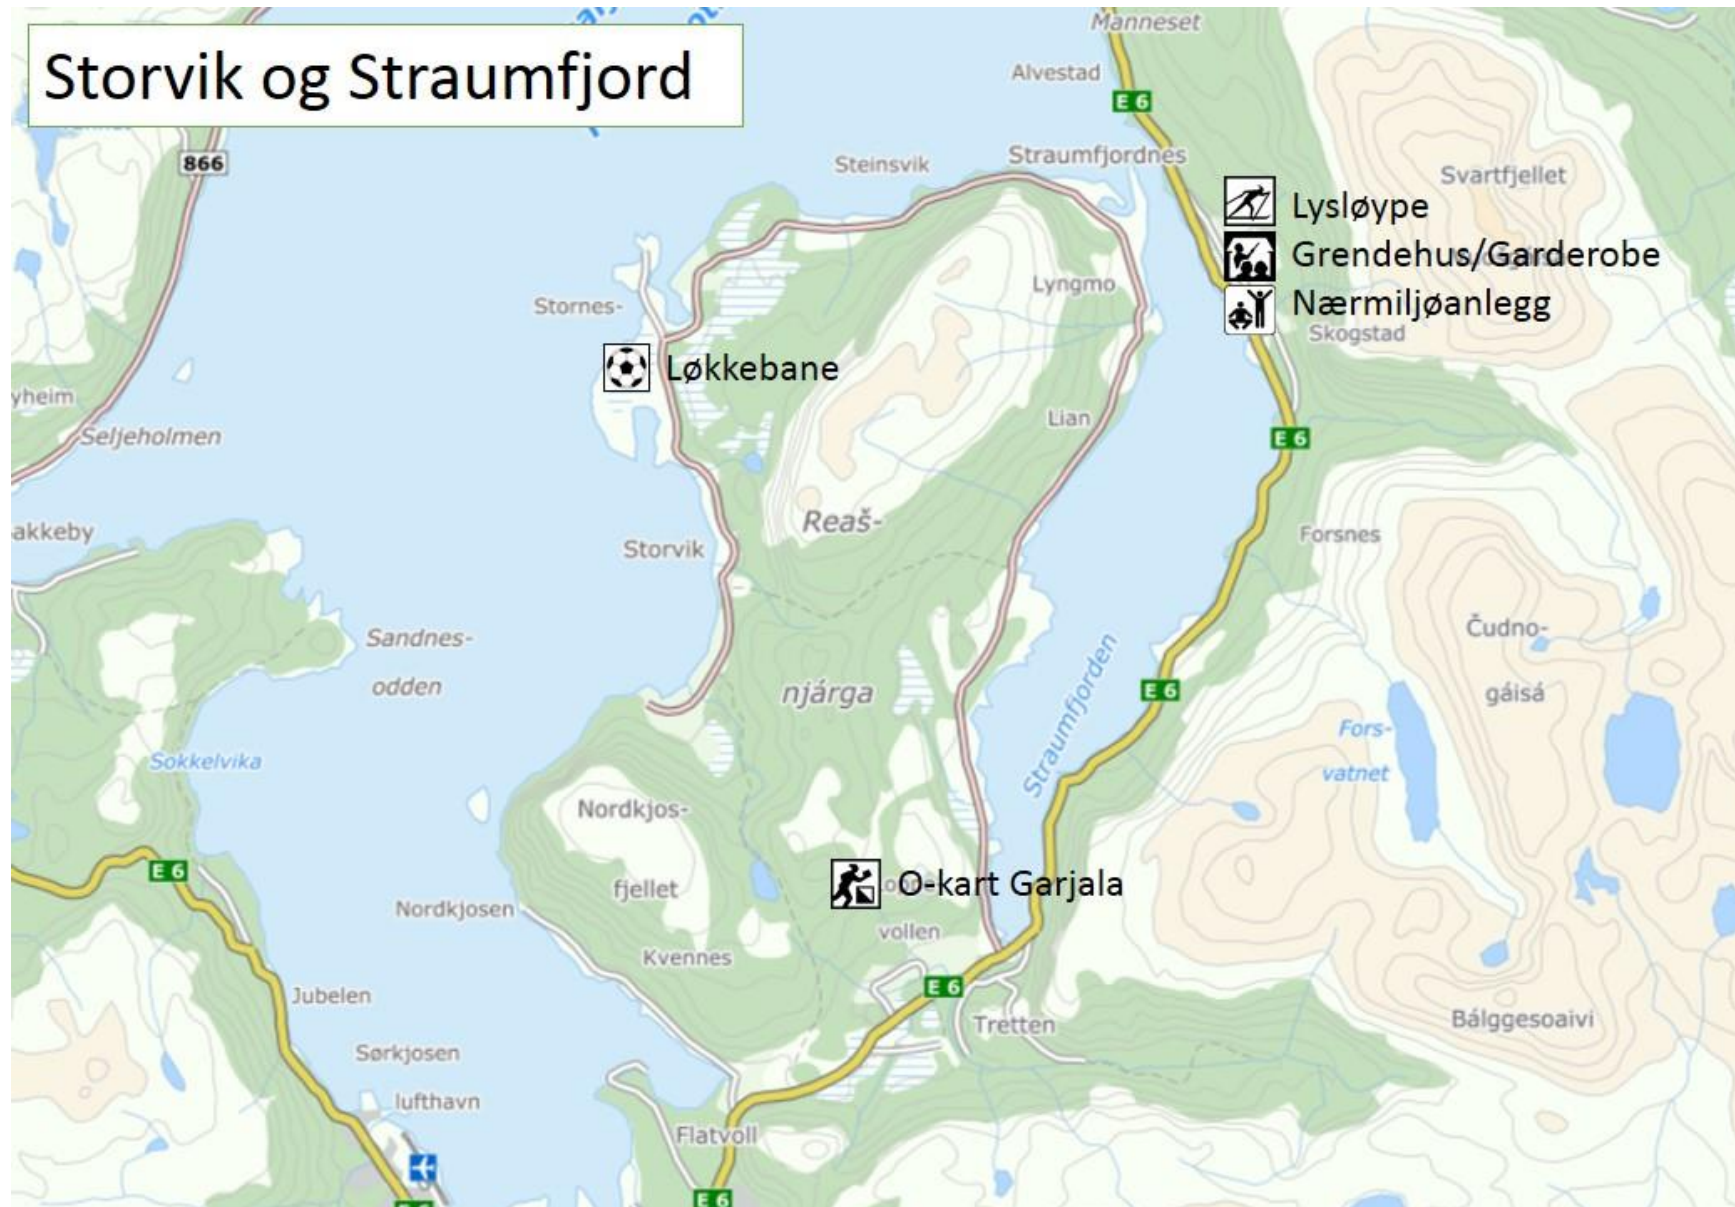 Storvik og Straumfjord
Manneset
Alvestad
E 6
866
Steinsvik
Straumfjordnes
Svartfjellet
Lysløype
Grendehus/Garderobe
Nærmiljøanlegg
Lyngmo
Stornes-
Skogstad
Løkkebane
yheim
Seljeholmen
Lian
E 6
Reaš-
akkeby
Storvik
Forsnes
Sandnes-
odden
njárga
Straumfjorden
E 6
Čudno-
gáisá
Fors-
vatnet
Sokkelvika
Nordkjos-
fjellet
E 6
O-kart Garjala
vollen
Nordkjosen
Kvennes
Jubelen
E 6
Tretten
Bálggesoaivi
Sørkjosen
lufthavn
Flatvoll
E 6